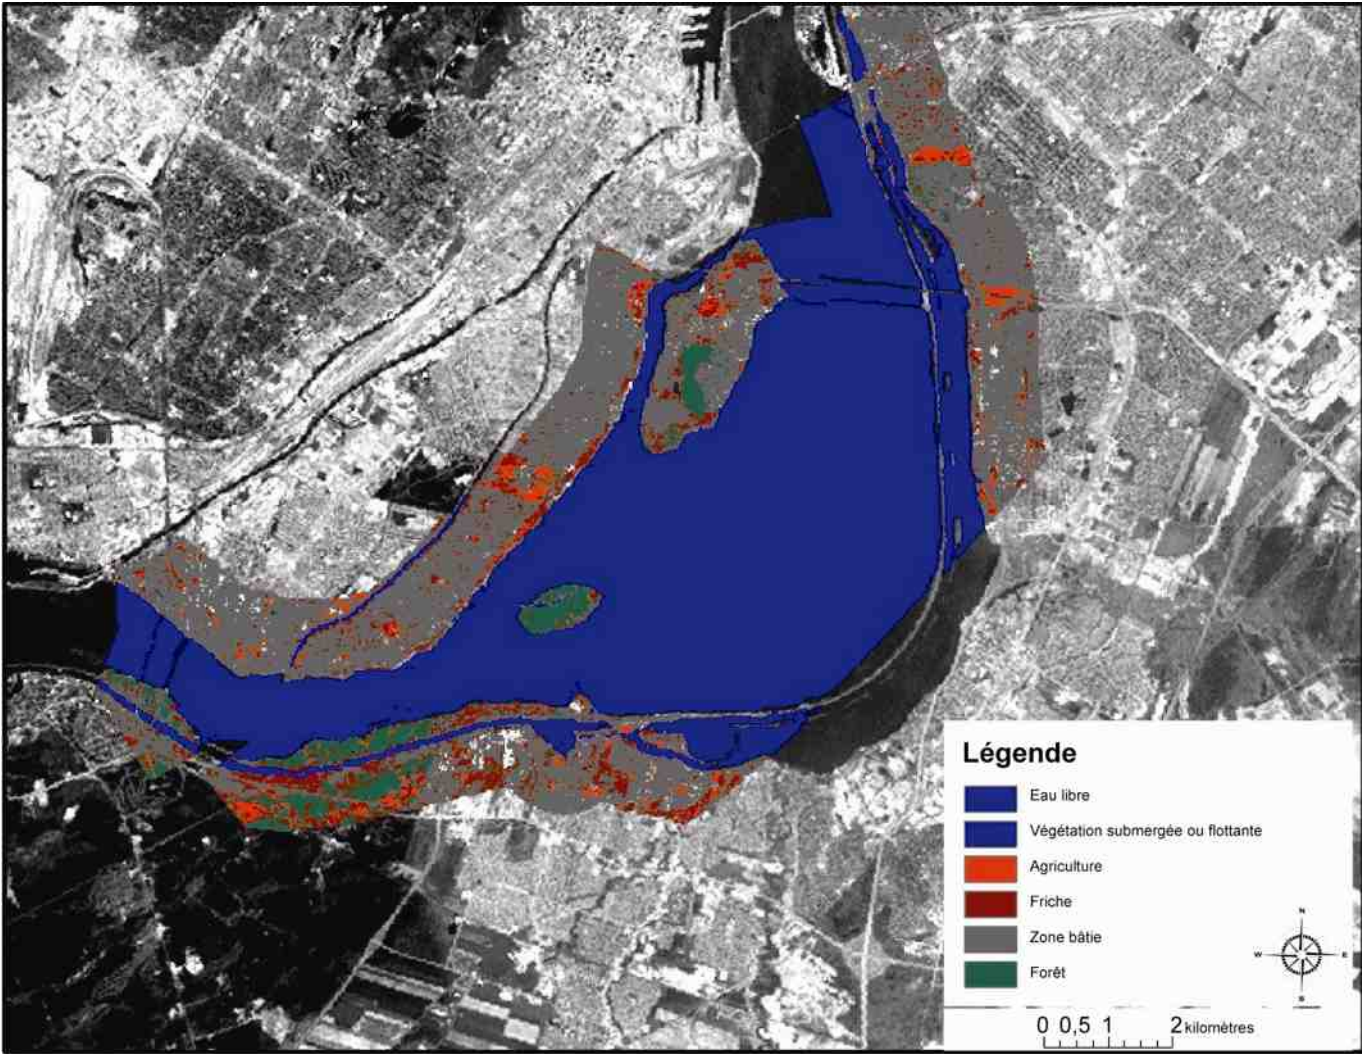 Légende
Eau libre
Végétation submergée ou flottante
Agriculture
Friche
Zone bâtie
Forêt
N
W E
S
0 0,5 1 2 kilomètres